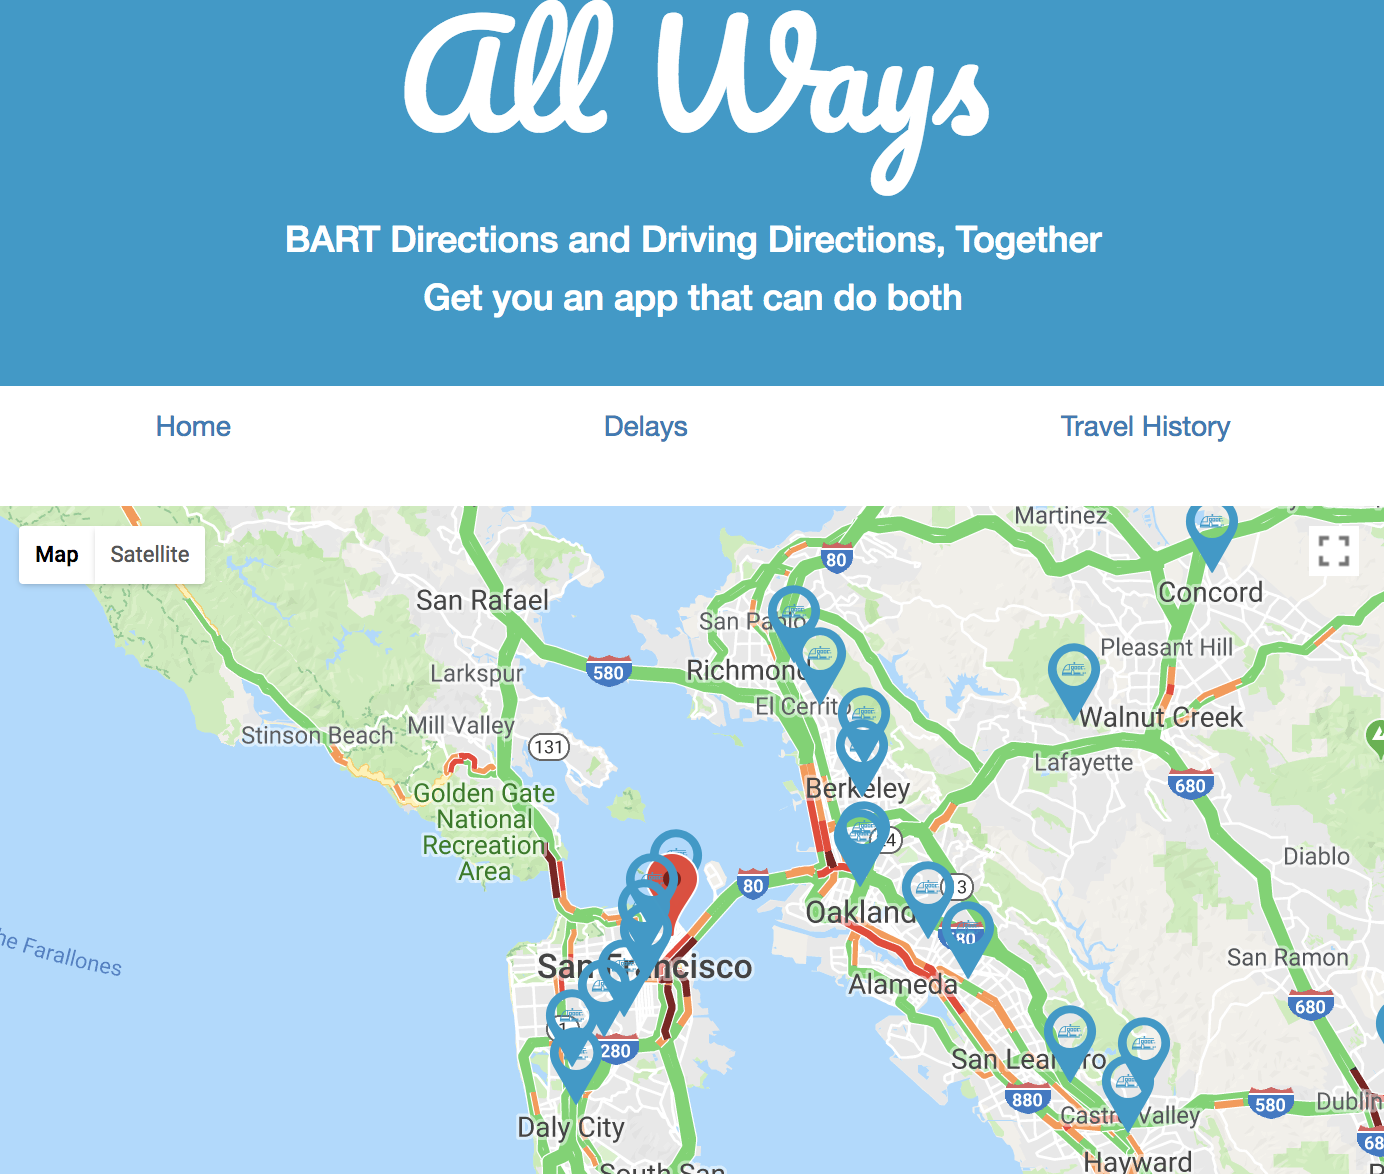 All Ways
BART Directions and Driving Directions, Together
Get you an app that can do both
Home
Delays
Travel History
Map
Satellite
Martinez
80
Concord
San Rafael
San Pablo
Pleasant Hill
Larkspur
580
Richmond
El Cerrito
Walnut Creek
Mill Valley
Stinson Beach
131
Lafayette
680
Berkeley
Golden Gate
National
Recreation
Area
Diablo
80
13
Oakland
San Francisco
Farallones
Alameda
San Ramon
680
1
280
San Leandro
880
Castro Valley
580
Dublin
Daly City
Hayward
South San